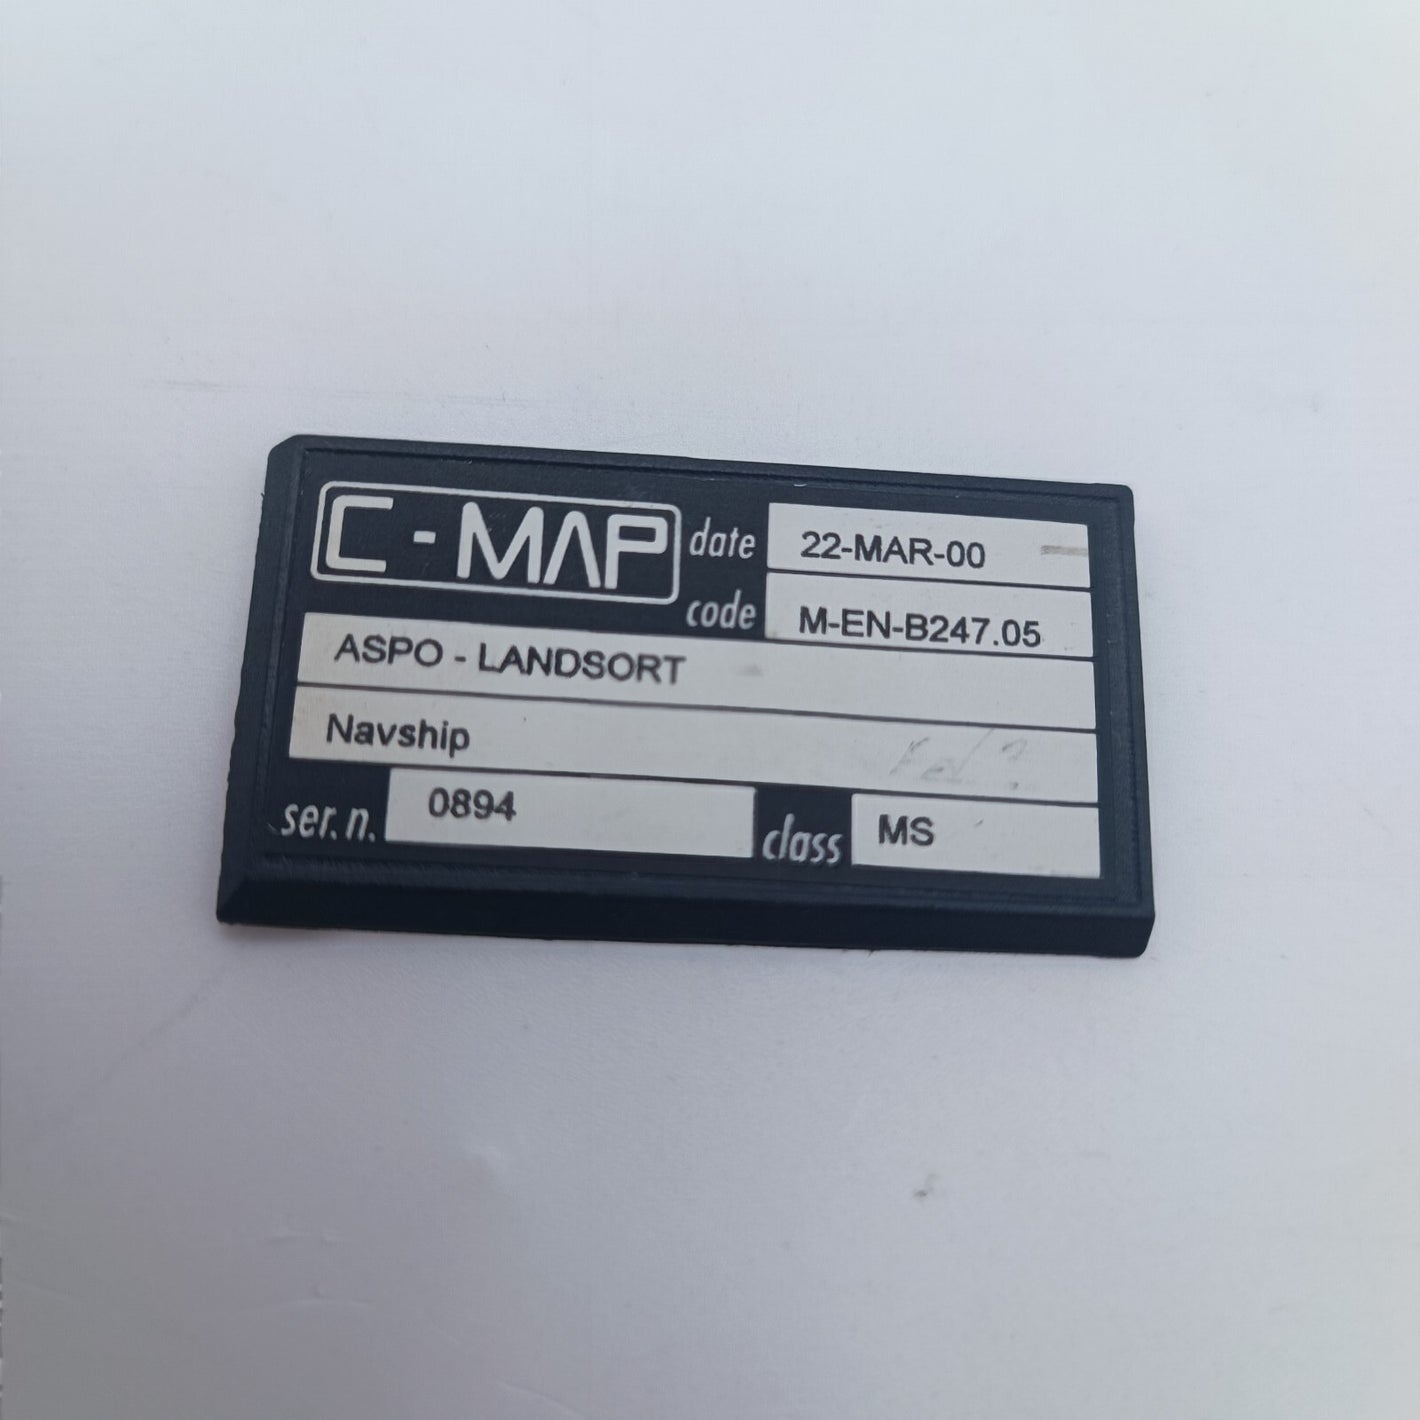 C-MAP
date 22-MAR-00
code M-EN-B247.05
ASPO - LANDSORT
Navship
ser. n. 0894 class MS